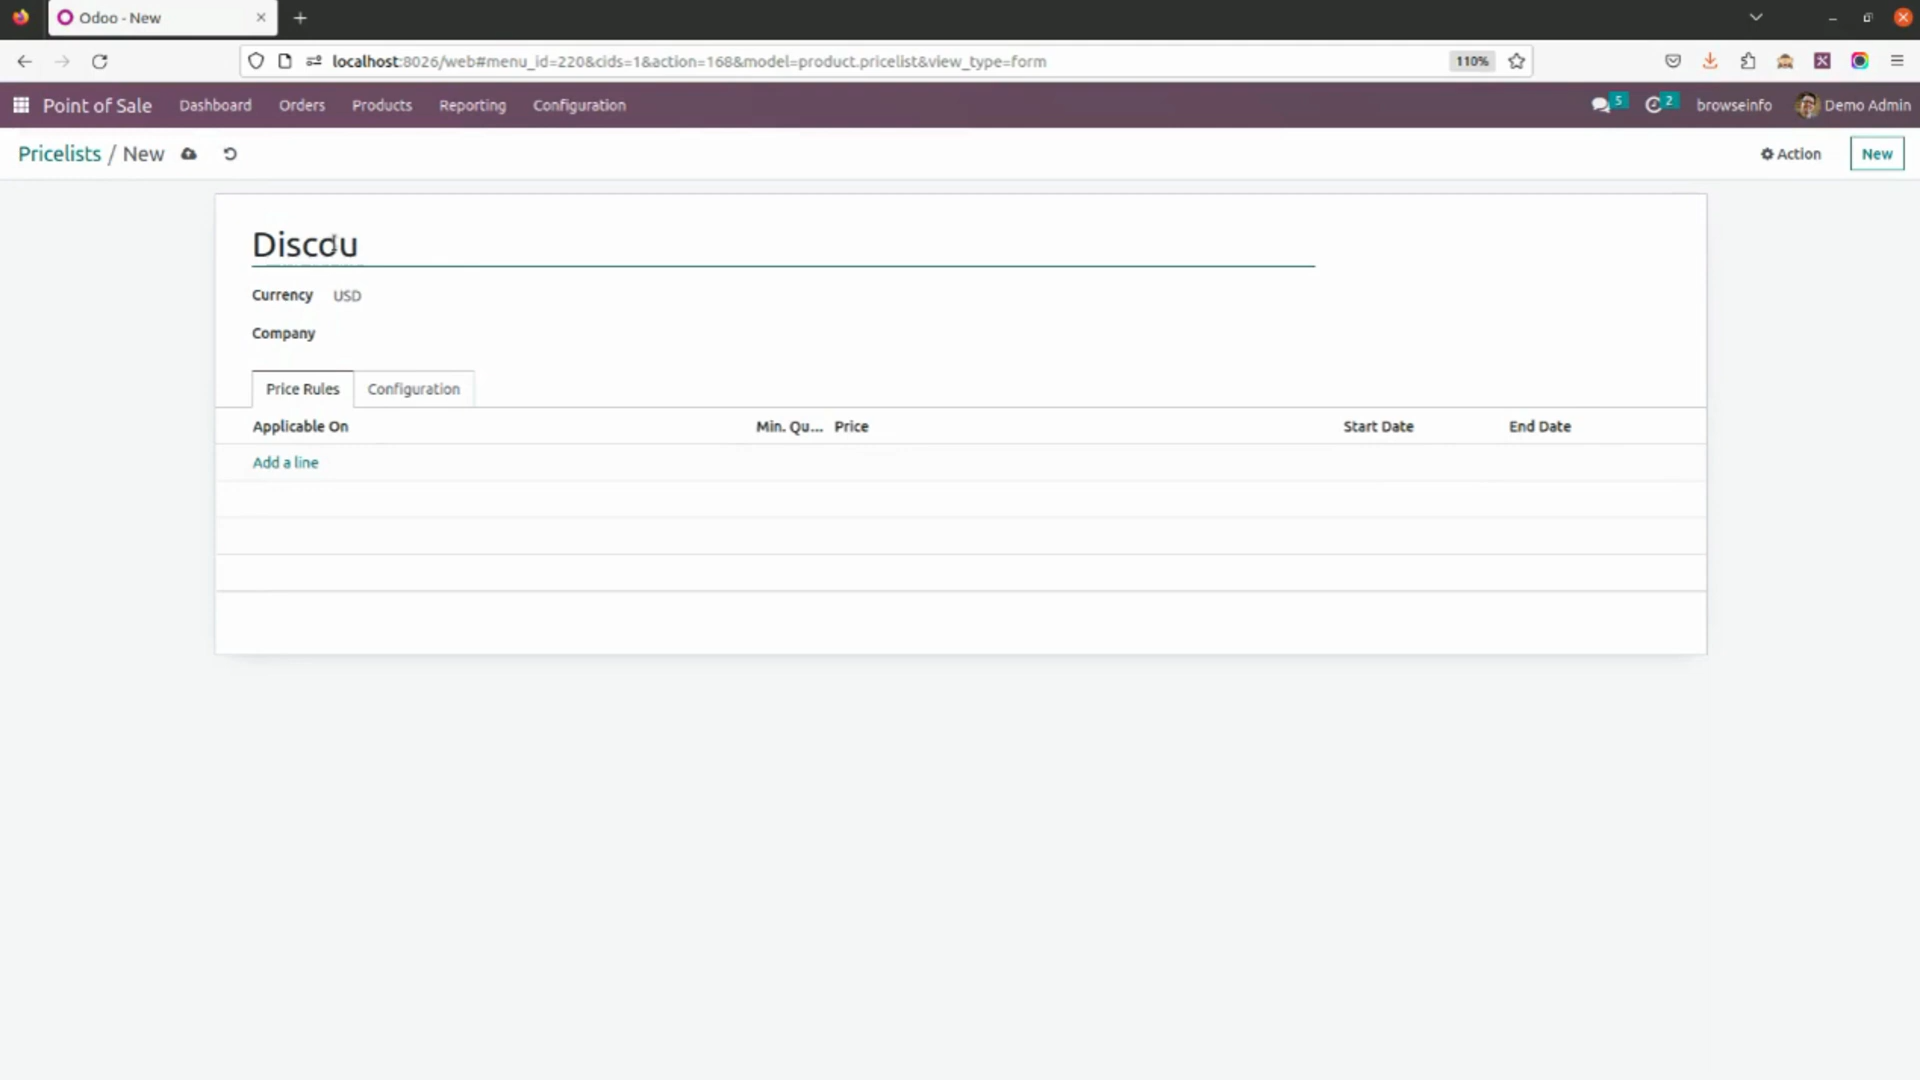 Odoo - New
localhost:8026/web#menu_id=220&cids=1&action=168&model=product.pricelist&view_type=form
110%
Point of Sale Dashboard Orders Products Reporting Configuration
5 2 browseinfo Demo Admin
Pricelists / New
Action New
Discou
Currency USD
Company
Price Rules Configuration
Applicable On Min. Qu... Price Start Date End Date
Add a line